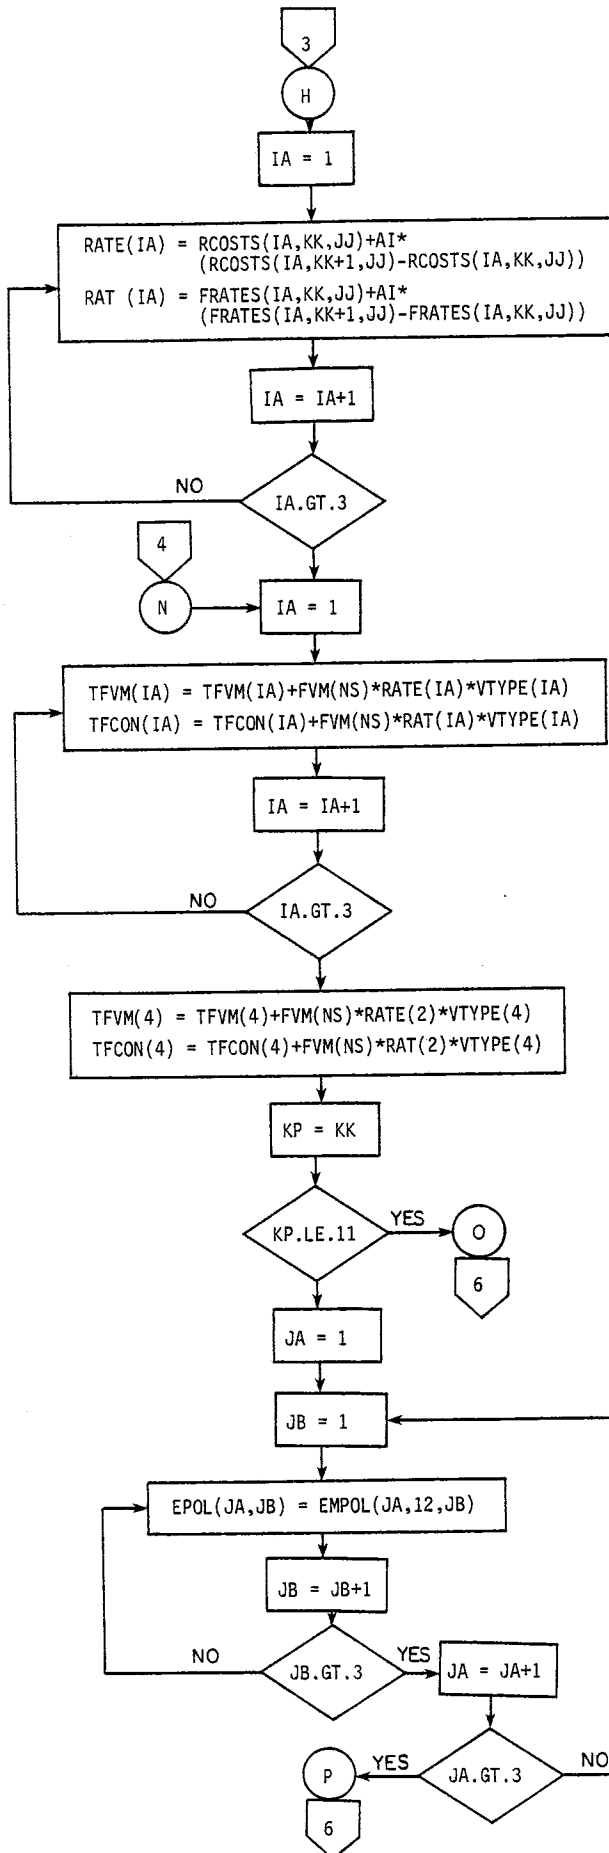 3
H
IA = 1
RATE(IA) = RCOSTS(IA,KK,JJ)+AI*
(RCOSTS(IA,KK+1,JJ)-RCOSTS(IA,KK,JJ))
RAT (IA) = FRATES(IA,KK,JJ)+AI*
(FRATES(IA,KK+1,JJ)-FRATES(IA,KK,JJ))
IA = IA+1
NO
IA.GT.3
4
N
IA = 1
TFVM(IA) = TFVM(IA)+FVM(NS)*RATE(IA)*VTYPE(IA)
TFCON(IA) = TFCON(IA)+FVM(NS)*RAT(IA)*VTYPE(IA)
IA = IA+1
NO
IA.GT.3
TFVM(4) = TFVM(4)+FVM(NS)*RATE(2)*VTYPE(4)
TFCON(4) = TFCON(4)+FVM(NS)*RAT(2)*VTYPE(4)
KP = KK
KP.LE.11
YES
O
6
JA = 1
JB = 1
EPOL(JA,JB) = EMPOL(JA,12,JB)
JB = JB+1
NO
JB.GT.3
YES
JA = JA+1
P
YES
JA.GT.3
NO
6